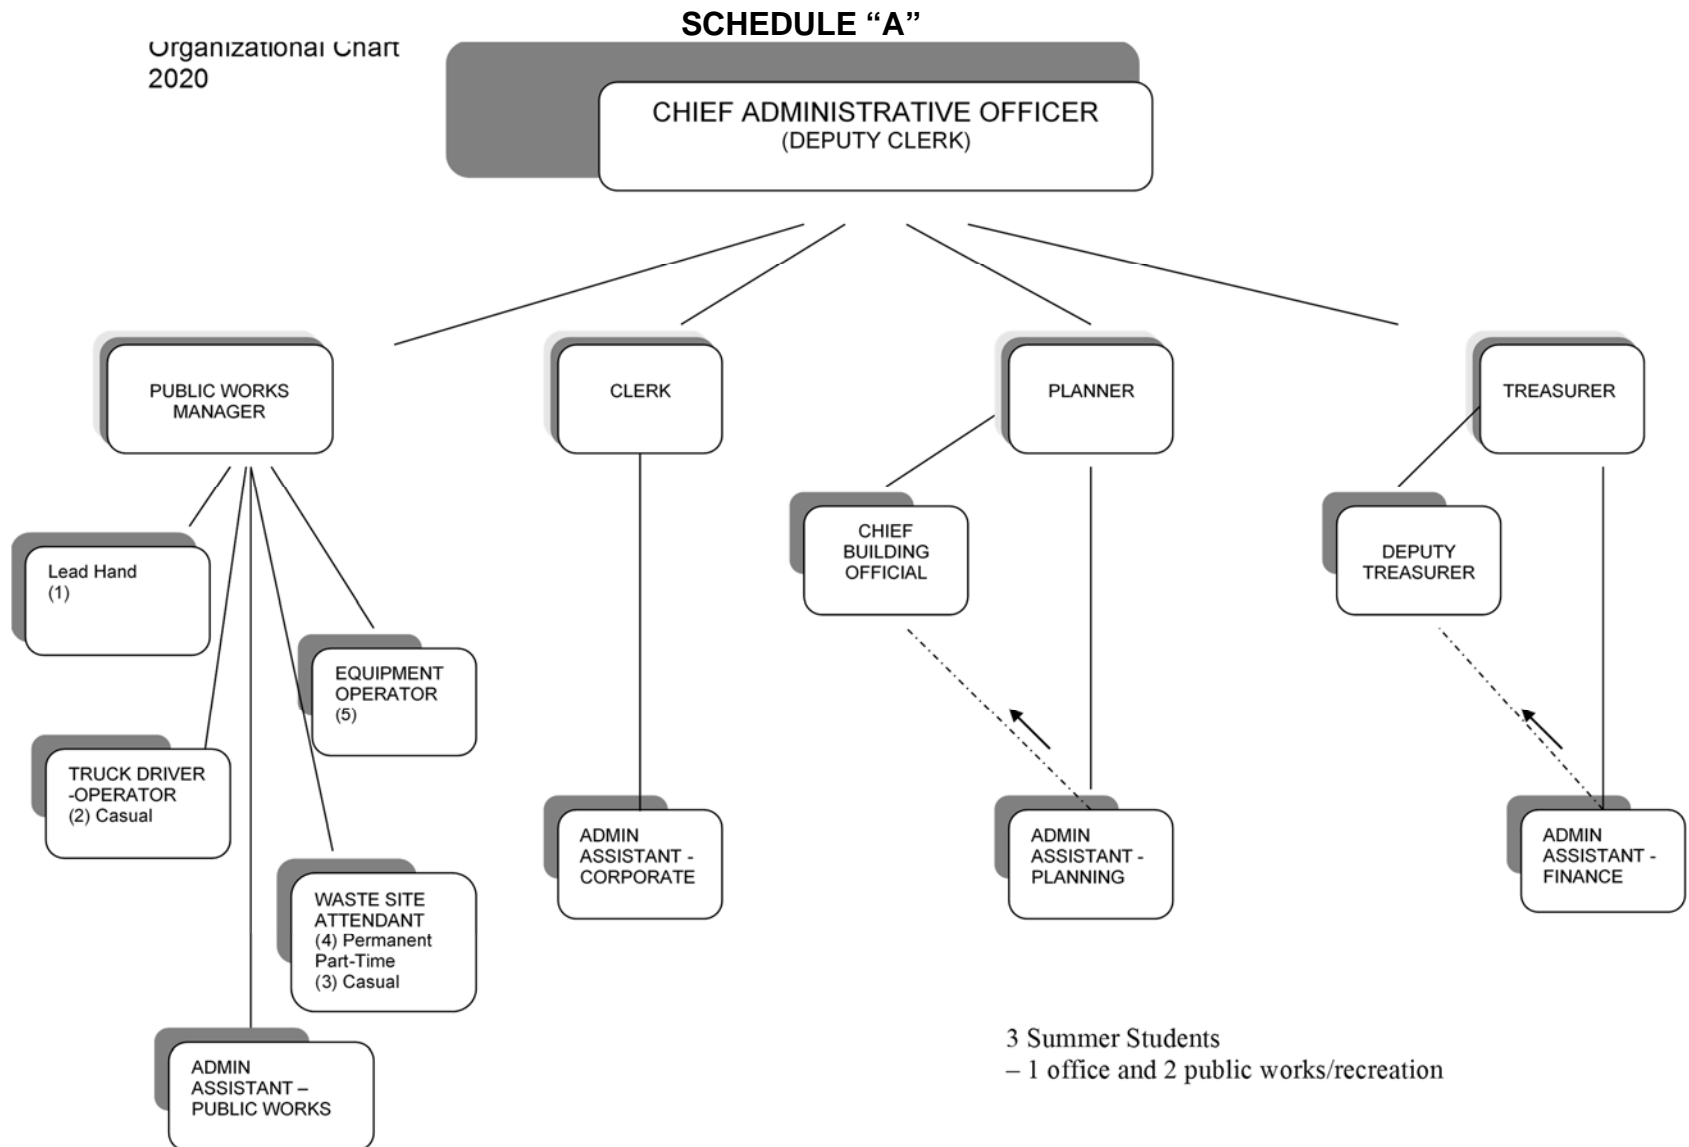 SCHEDULE “A”
Organizational Chart
2020
CHIEF ADMINISTRATIVE OFFICER
(DEPUTY CLERK)
PUBLIC WORKS
MANAGER
CLERK
PLANNER
TREASURER
Lead Hand
(1)
CHIEF
BUILDING
OFFICIAL
DEPUTY
TREASURER
EQUIPMENT
OPERATOR
(5)
TRUCK DRIVER
-OPERATOR
(2) Casual
ADMIN
ASSISTANT -
CORPORATE
ADMIN
ASSISTANT -
PLANNING
ADMIN
ASSISTANT -
FINANCE
WASTE SITE
ATTENDANT
(4) Permanent
Part-Time
(3) Casual
ADMIN
ASSISTANT –
PUBLIC WORKS
3 Summer Students
– 1 office and 2 public works/recreation